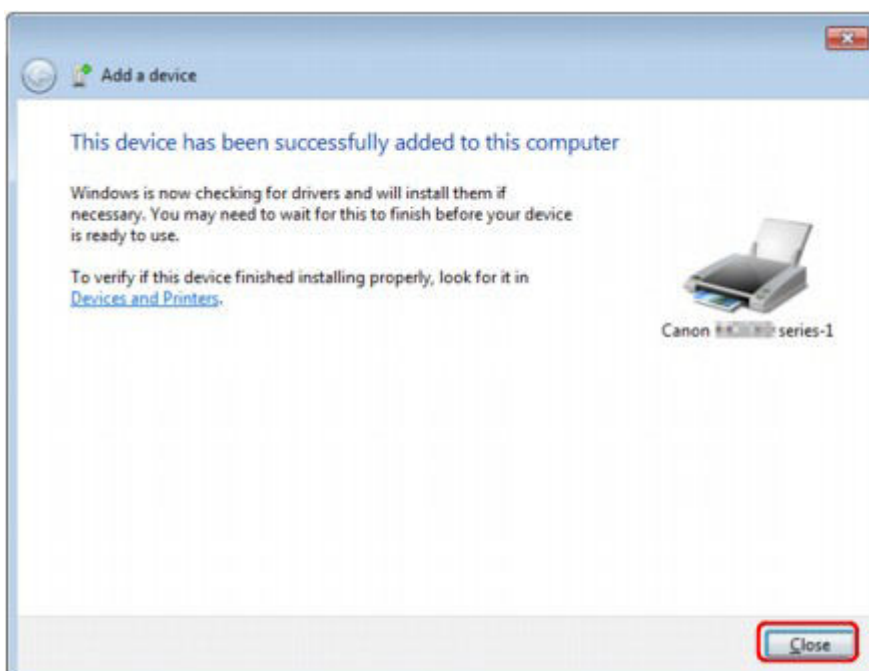 Add a device
This device has been successfully added to this computer
Windows is now checking for drivers and will install them if
necessary. You may need to wait for this to finish before your device
is ready to use.
To verify if this device finished installing properly, look for it in
Devices and Printers.
Canon series-1
Close